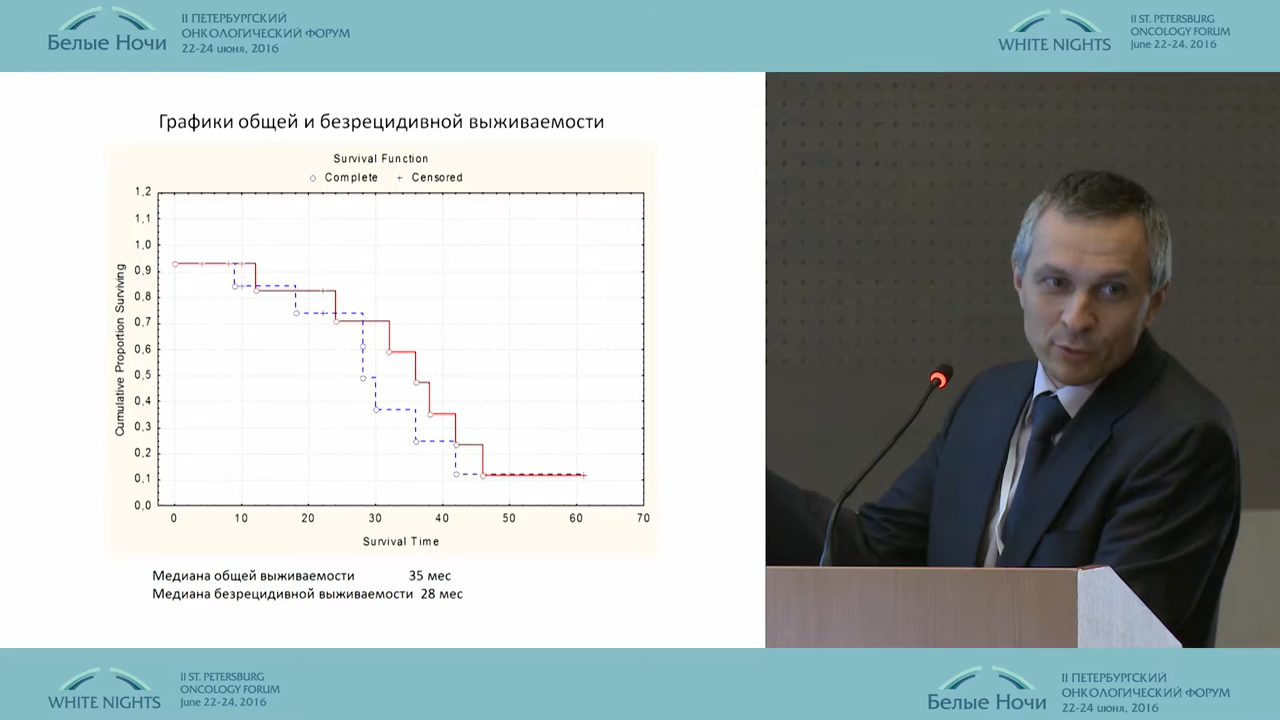 Белые Ночи
II ПЕТЕРБУРГСКИЙ
ОНКОЛОГИЧЕСКИЙ ФОРУМ
22-24 июня, 2016
WHITE NIGHTS
II ST. PETERSBURG
ONCOLOGY FORUM
June 22-24, 2016
Графики общей и безрецидивной выживаемости
Survival Function
Complete Censored
1,2
1,1
1,0
0,9
0,8
0,7
0,6
0,5
0,4
0,3
0,2
0,1
0,0
Cumulative Proportion Surviving
0 10 20 30 40 50 60 70
Survival Time
Медиана общей выживаемости 35 мес
Медиана безрецидивной выживаемости 28 мес
WHITE NIGHTS
II ST. PETERSBURG
ONCOLOGY FORUM
June 22-24, 2016
Белые Ночи
II ПЕТЕРБУРГСКИЙ
ОНКОЛОГИЧЕСКИЙ ФОРУМ
22-24 июня, 2016